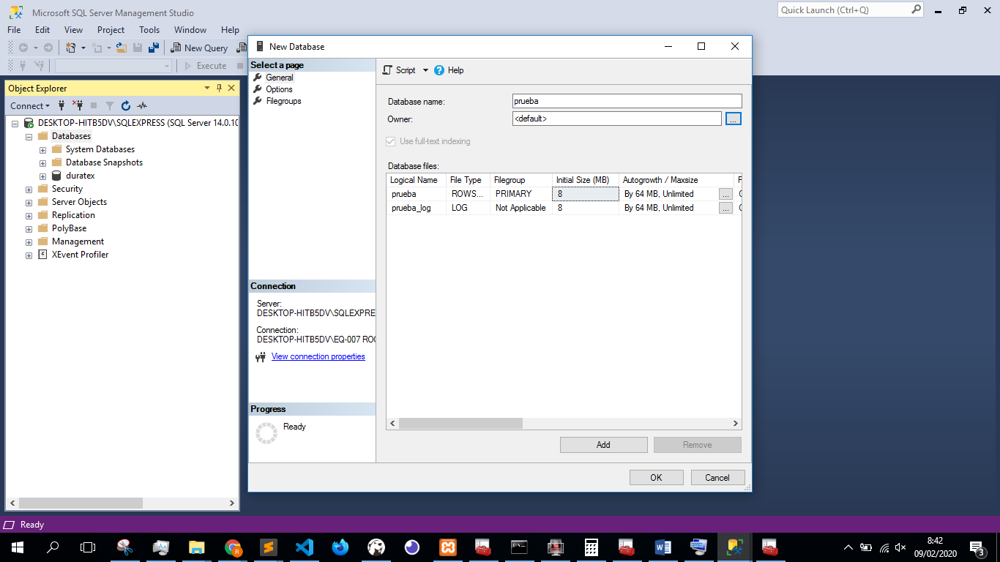 Microsoft SQL Server Management Studio
Quick Launch (Ctrl+Q)
File Edit View Project Tools Window Help
New Query
Execute
Object Explorer
Connect
DESKTOP-HITB5DV\SQLEXPRESS (SQL Server 14.0.10
Databases
System Databases
Database Snapshots
duratex
Security
Server Objects
Replication
PolyBase
Management
XEvent Profiler
New Database
Select a page
General
Options
Filegroups
Connection
Server:
DESKTOP-HITB5DV\SQLEXPRE
Connection:
DESKTOP-HITB5DV\EQ-007 ROC
View connection properties
Progress
Ready
Script Help
Database name: prueba
Owner: <default> ...
Use full-text indexing
Database files:
Logical Name File Type Filegroup Initial Size (MB) Autogrowth / Maxsize P
prueba ROWS... PRIMARY 8 By 64 MB, Unlimited ...
prueba_log LOG Not Applicable 8 By 64 MB, Unlimited ...
Add Remove
OK Cancel
Ready
8:42
09/02/2020
3